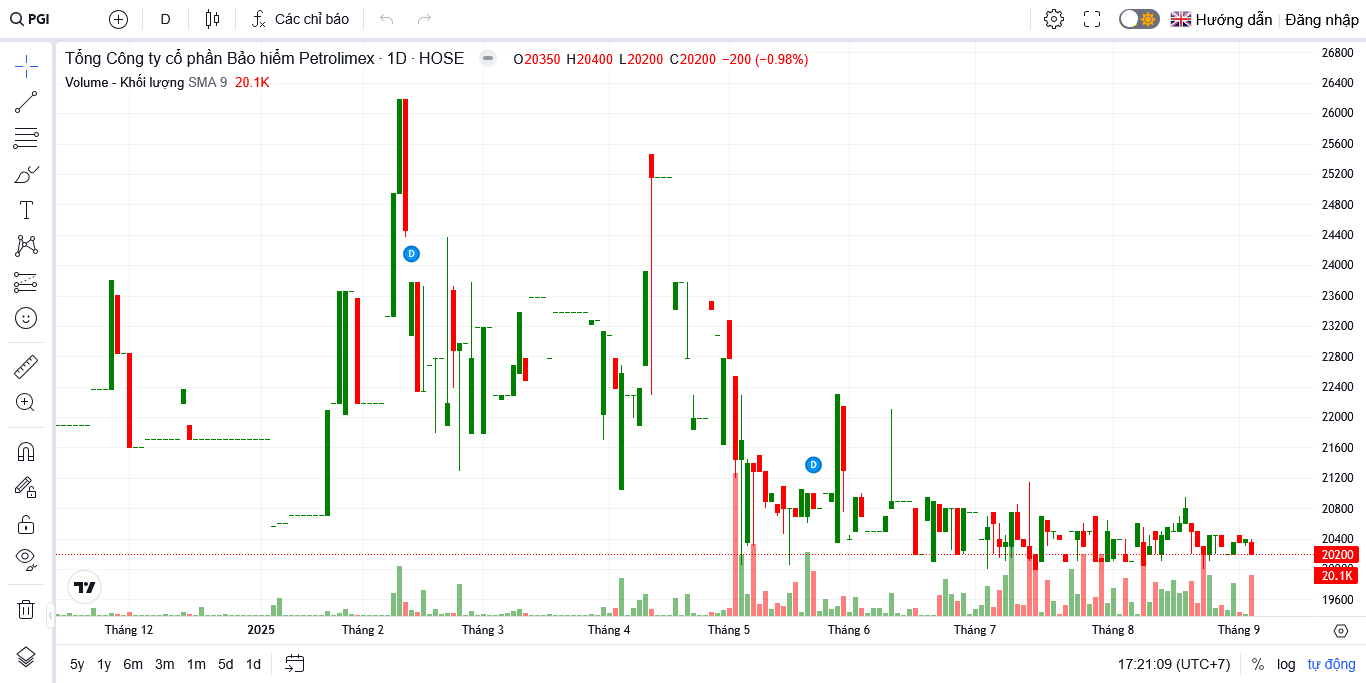 PGI D Các chỉ báo Hướng dẫn Đăng nhập
Tổng Công ty cổ phần Bảo hiểm Petrolimex · 1D · HOSE O20350 H20400 L20200 C20200 −200 (−0.98%)
Volume - Khối lượng SMA 9 20.1K
26800
26400
26000
25600
25200
24800
24400
24000
23600
23200
22800
22400
22000
21600
21200
20800
20400
20200
20.1K
19600
D
D
Tháng 12 2025 Tháng 2 Tháng 3 Tháng 4 Tháng 5 Tháng 6 Tháng 7 Tháng 8 Tháng 9
5y 1y 6m 3m 1m 5d 1d 17:21:09 (UTC+7) % log tự động